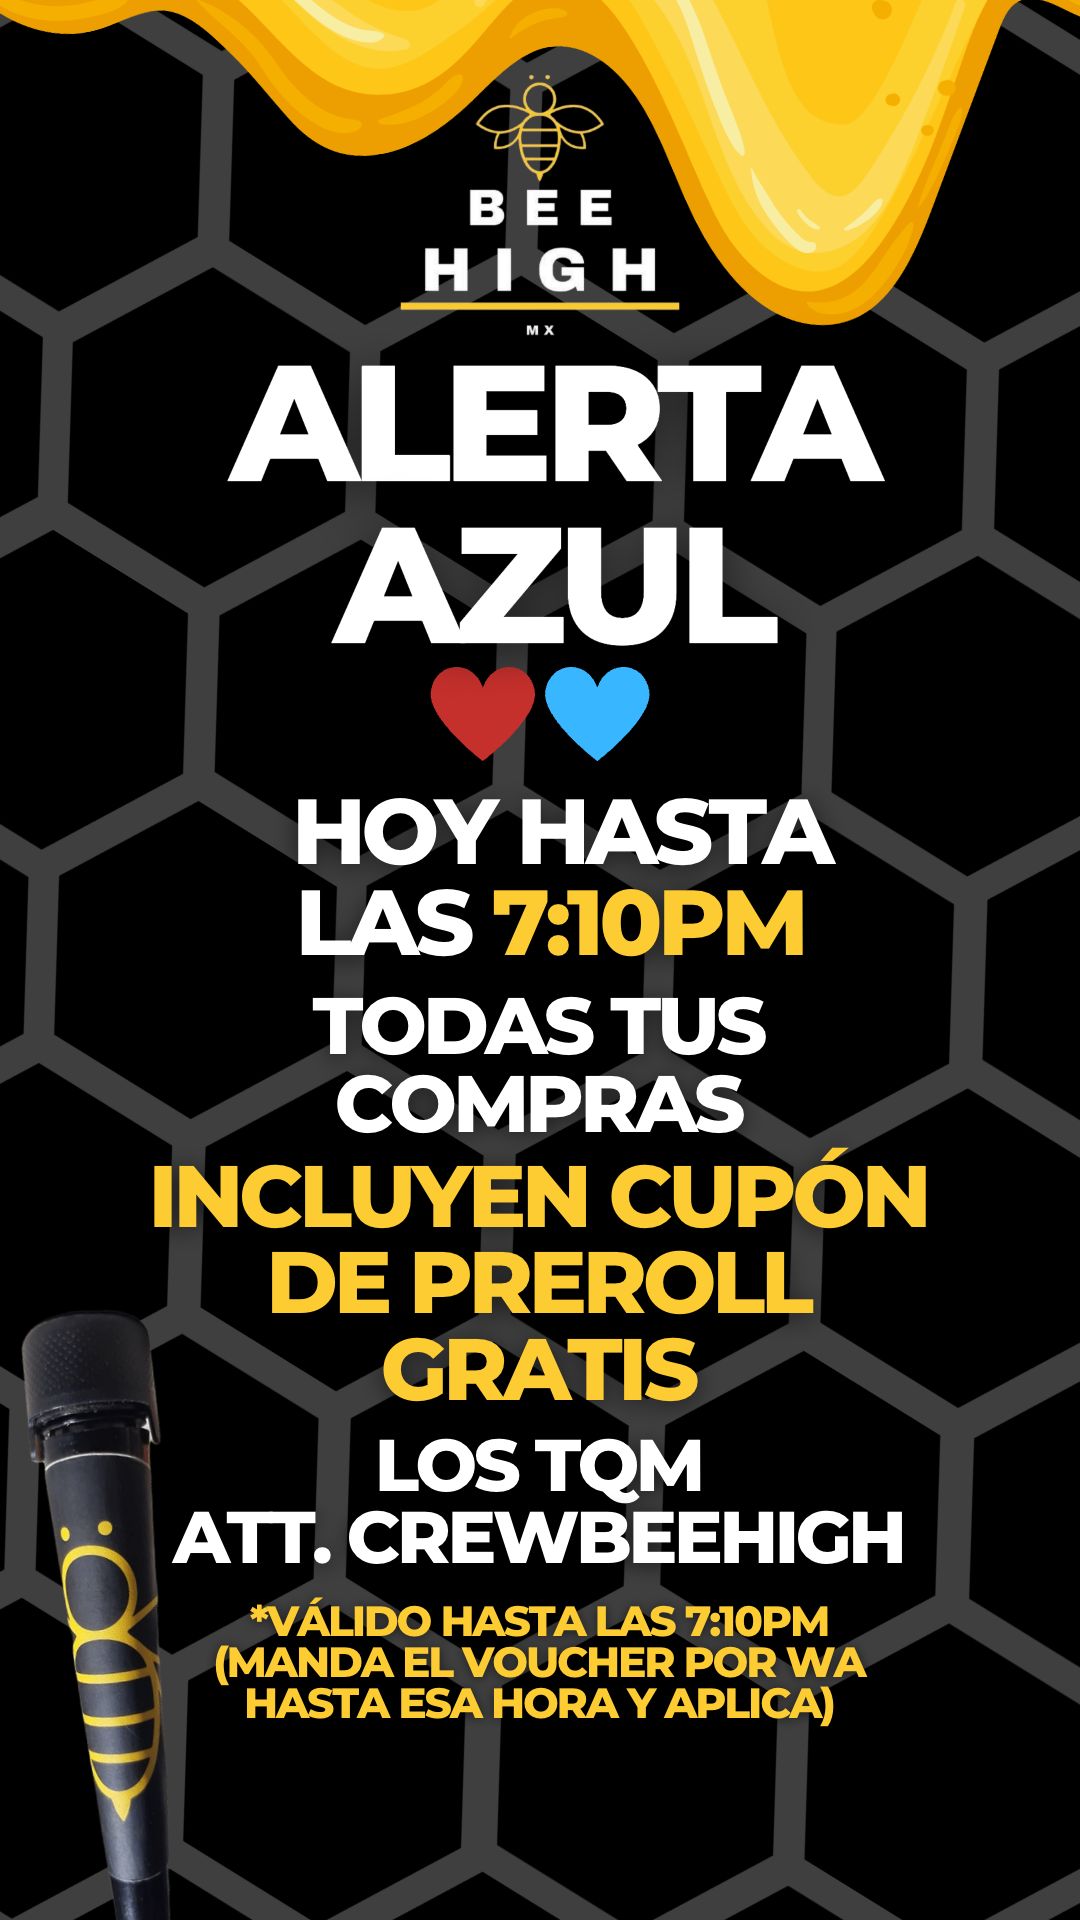 BEE
HIGH
MX
ALERTA
AZUL
HOY HASTA
LAS 7:10PM
TODAS TUS
COMPRAS
INCLUYEN CUPÓN
DE PREROLL
GRATIS
LOS TQM
ATT. CREWBEEHIGH
*VÁLIDO HASTA LAS 7:10PM
(MANDA EL VOUCHER POR WA
HASTA ESA HORA Y APLICA)